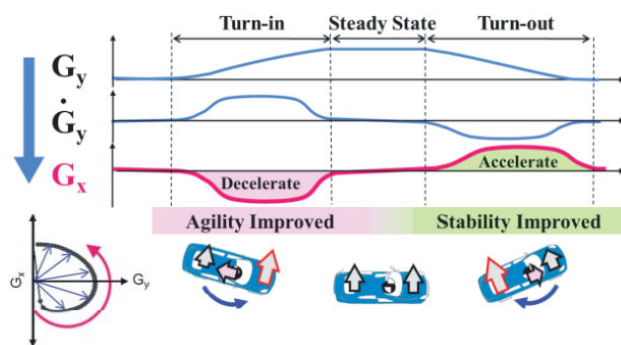 Turn-in Steady State Turn-out
Gy
Ġy
Gx
Decelerate
Accelerate
Agility Improved Stability Improved
Gx
Gy